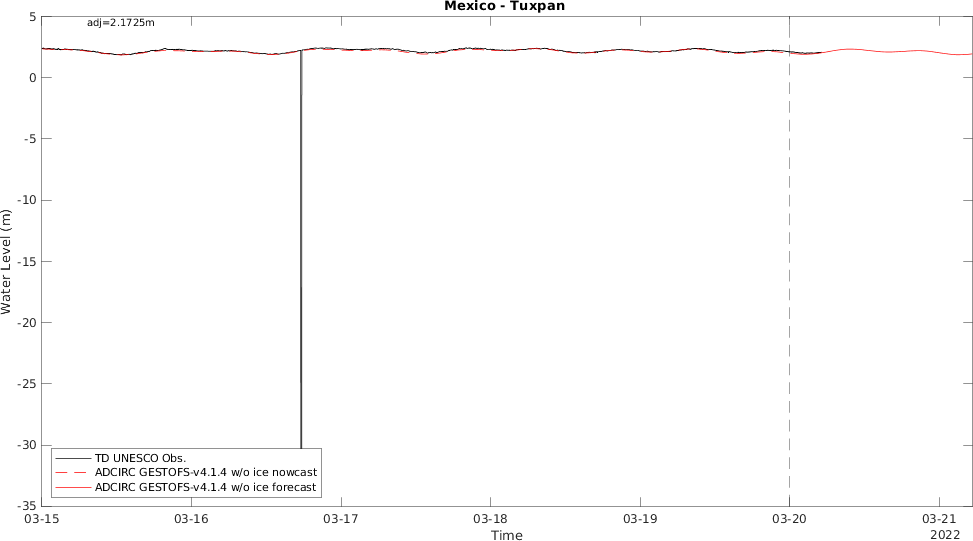 Mexico - Tuxpan
adj=2.1725m
5
0
-5
-10
-15
-20
-25
-30
-35
Water Level (m)
TD UNESCO Obs.
ADCIRC GESTOFS-v4.1.4 w/o ice nowcast
ADCIRC GESTOFS-v4.1.4 w/o ice forecast
03-15 03-16 03-17 03-18 03-19 03-20 03-21
Time
2022